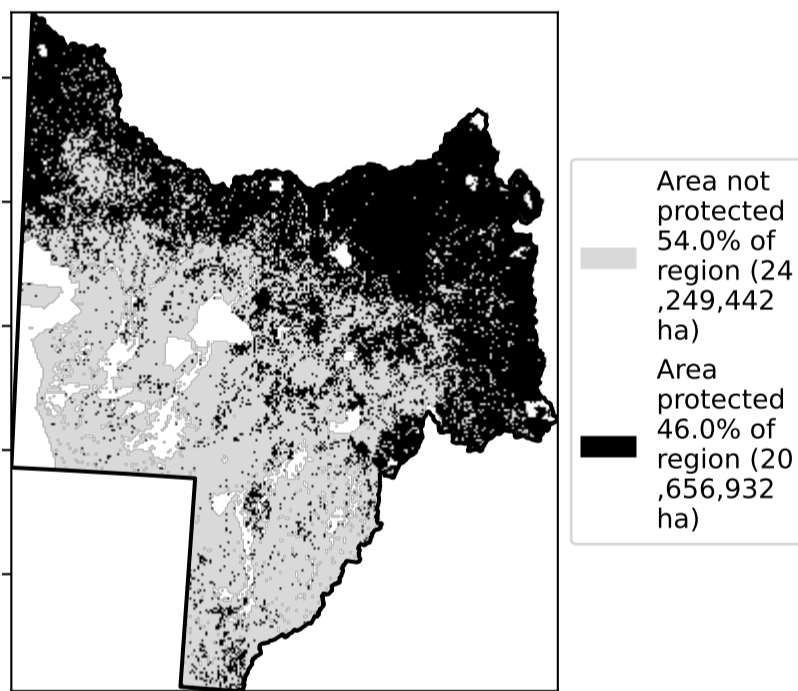 Area not
protected
54.0% of
region (24
,249,442
ha)
Area
protected
46.0% of
region (20
,656,932
ha)